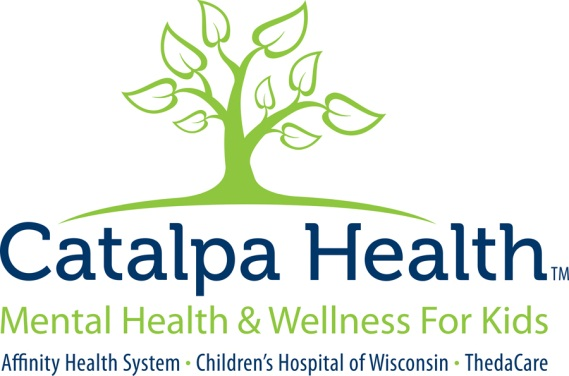 Catalpa Health™
Mental Health & Wellness For Kids
Affinity Health System • Children's Hospital of Wisconsin • ThedaCare